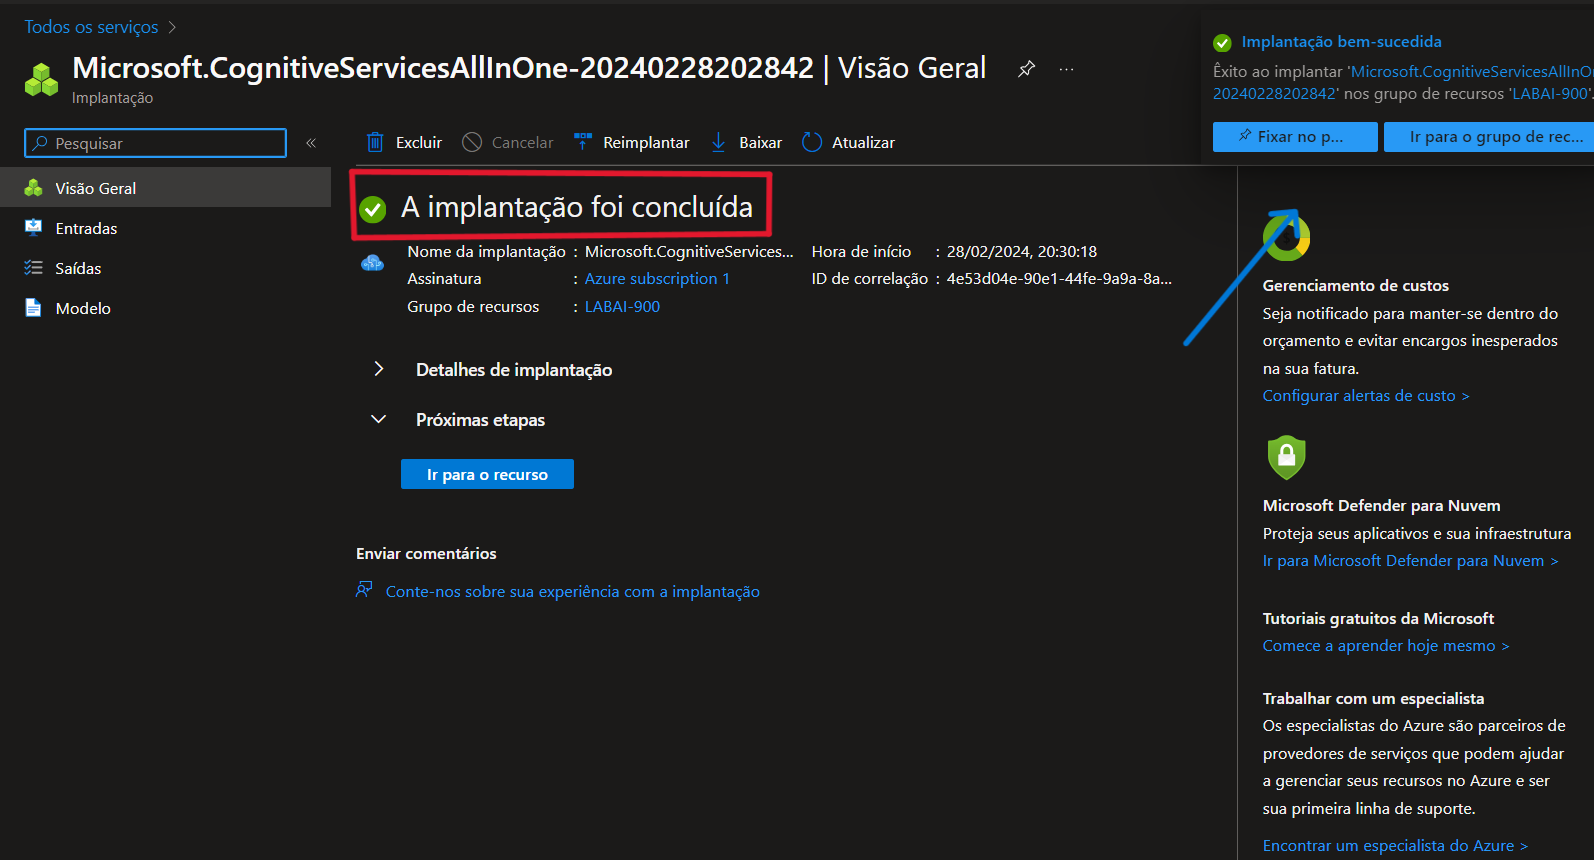 Todos os serviços >
Microsoft.CognitiveServicesAllInOne-20240228202842 | Visão Geral
Implantação
Pesquisar
Visão Geral
Entradas
Saídas
Modelo
Excluir
Cancelar
Reimplantar
Baixar
Atualizar
A implantação foi concluída
Nome da implantação : Microsoft.CognitiveServices...
Assinatura : Azure subscription 1
Grupo de recursos : LABAI-900
Hora de início : 28/02/2024, 20:30:18
ID de correlação : 4e53d04e-90e1-44fe-9a9a-8a...
Detalhes de implantação
Próximas etapas
Ir para o recurso
Enviar comentários
Conte-nos sobre sua experiência com a implantação
Implantação bem-sucedida
Êxito ao implantar 'Microsoft.CognitiveServicesAllInO
20240228202842' nos grupo de recursos 'LABAI-900'.
Fixar no p...
Ir para o grupo de rec...
Gerenciamento de custos
Seja notificado para manter-se dentro do
orçamento e evitar encargos inesperados
na sua fatura.
Configurar alertas de custo >
Microsoft Defender para Nuvem
Proteja seus aplicativos e sua infraestrutura
Ir para Microsoft Defender para Nuvem >
Tutoriais gratuitos da Microsoft
Comece a aprender hoje mesmo >
Trabalhar com um especialista
Os especialistas do Azure são parceiros de
provedores de serviços que podem ajudar
a gerenciar seus recursos no Azure e ser
sua primeira linha de suporte.
Encontrar um especialista do Azure >